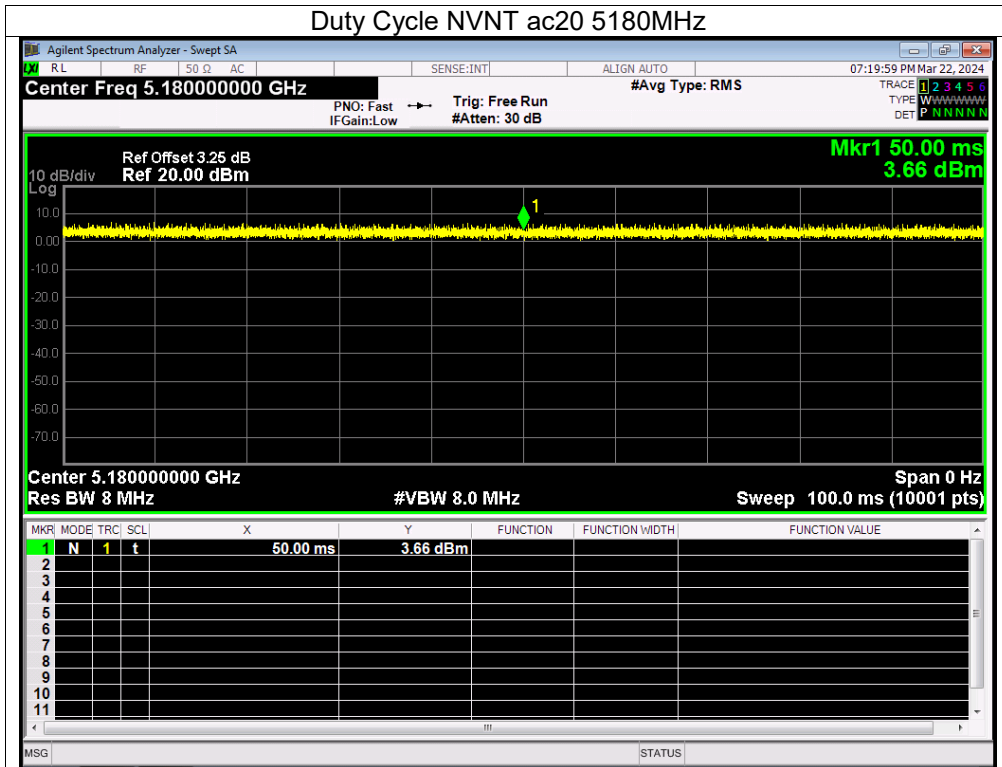 Duty Cycle NVNT ac20 5180MHz
Agilent Spectrum Analyzer - Swept SA
LXI RL RF 50 Ω AC SENSE:INT ALIGN AUTO 07:19:59 PM Mar 22, 2024
Center Freq 5.180000000 GHz #Avg Type: RMS TRACE 1 2 3 4 5 6
PNO: Fast Trig: Free Run TYPE WWWWWW
IFGain:Low #Atten: 30 dB DET P N N N N N
Ref Offset 3.25 dB Mkr1 50.00 ms
10 dB/div Ref 20.00 dBm 3.66 dBm
Log
10.0
1
0.00
-10.0
-20.0
-30.0
-40.0
-50.0
-60.0
-70.0
Center 5.180000000 GHz Span 0 Hz
Res BW 8 MHz #VBW 8.0 MHz Sweep 100.0 ms (10001 pts)
MKR MODE TRC SCL X Y FUNCTION FUNCTION WIDTH FUNCTION VALUE
1 N 1 t 50.00 ms 3.66 dBm
2
3
4
5
6
7
8
9
10
11
MSG STATUS